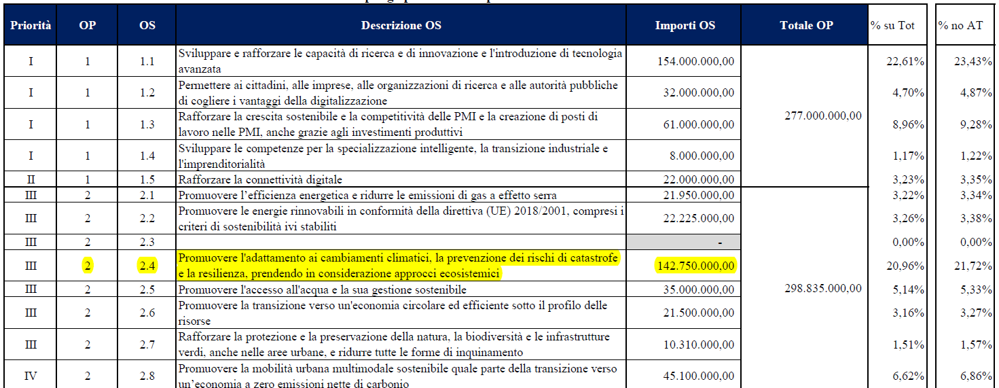 Priorità OP OS Descrizione OS Importi OS Totale OP % su Tot % no AT
I 1 1.1 Sviluppare e rafforzare le capacità di ricerca e di innovazione e l'introduzione di tecnologia
avanzata 154.000.000,00 22,61% 23,43%
I 1 1.2 Permettere ai cittadini, alle imprese, alle organizzazioni di ricerca e alle autorità pubbliche
di cogliere i vantaggi della digitalizzazione 32.000.000,00 4,70% 4,87%
277.000.000,00
I 1 1.3 Rafforzare la crescita sostenibile e la competitività delle PMI e la creazione di posti di
lavoro nelle PMI, anche grazie agli investimenti produttivi 61.000.000,00 8,96% 9,28%
I 1 1.4 Sviluppare le competenze per la specializzazione intelligente, la transizione industriale e
l'imprenditorialità 8.000.000,00 1,17% 1,22%
II 1 1.5 Rafforzare la connettività digitale 22.000.000,00 3,23% 3,35%
III 2 2.1 Promuovere l’efficienza energetica e ridurre le emissioni di gas a effetto serra 21.950.000,00 3,22% 3,34%
III 2 2.2 Promuovere le energie rinnovabili in conformità della direttiva (UE) 2018/2001, compresi i
criteri di sostenibilità ivi stabiliti 22.225.000,00 3,26% 3,38%
III 2 2.3 - 0,00% 0,00%
III 2 2.4 Promuovere l'adattamento ai cambiamenti climatici, la prevenzione dei rischi di catastrofe
e la resilienza, prendendo in considerazione approcci ecosistemici 142.750.000,00 20,96% 21,72%
III 2 2.5 Promuovere l'accesso all'acqua e la sua gestione sostenibile 35.000.000,00 298.835.000,00 5,14% 5,33%
III 2 2.6 Promuovere la transizione verso un'economia circolare ed efficiente sotto il profilo delle
risorse 21.500.000,00 3,16% 3,27%
III 2 2.7 Rafforzare la protezione e la preservazione della natura, la biodiversità e le infrastrutture
verdi, anche nelle aree urbane, e ridurre tutte le forme di inquinamento 10.310.000,00 1,51% 1,57%
IV 2 2.8 Promuovere la mobilità urbana multimodale sostenibile quale parte della transizione verso
un’economia a zero emissioni nette di carbonio 45.100.000,00 6,62% 6,86%